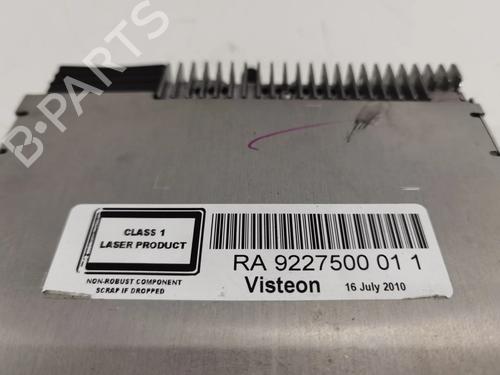 B-PARTS
CLASS 1
LASER PRODUCT
NON-ROBUST COMPONENT
SCRAP IF DROPPED
RA 9227500 01 1
Visteon 16 July 2010